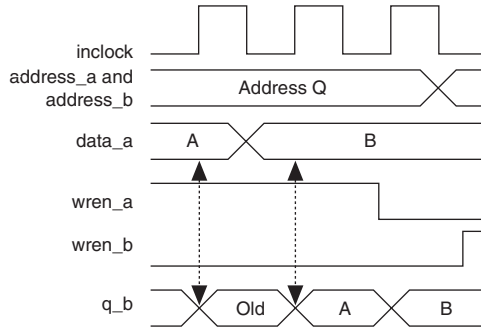 inclock
address_a and
address_b
Address Q
data_a
A
B
wren_a
wren_b
q_b
Old
A
B